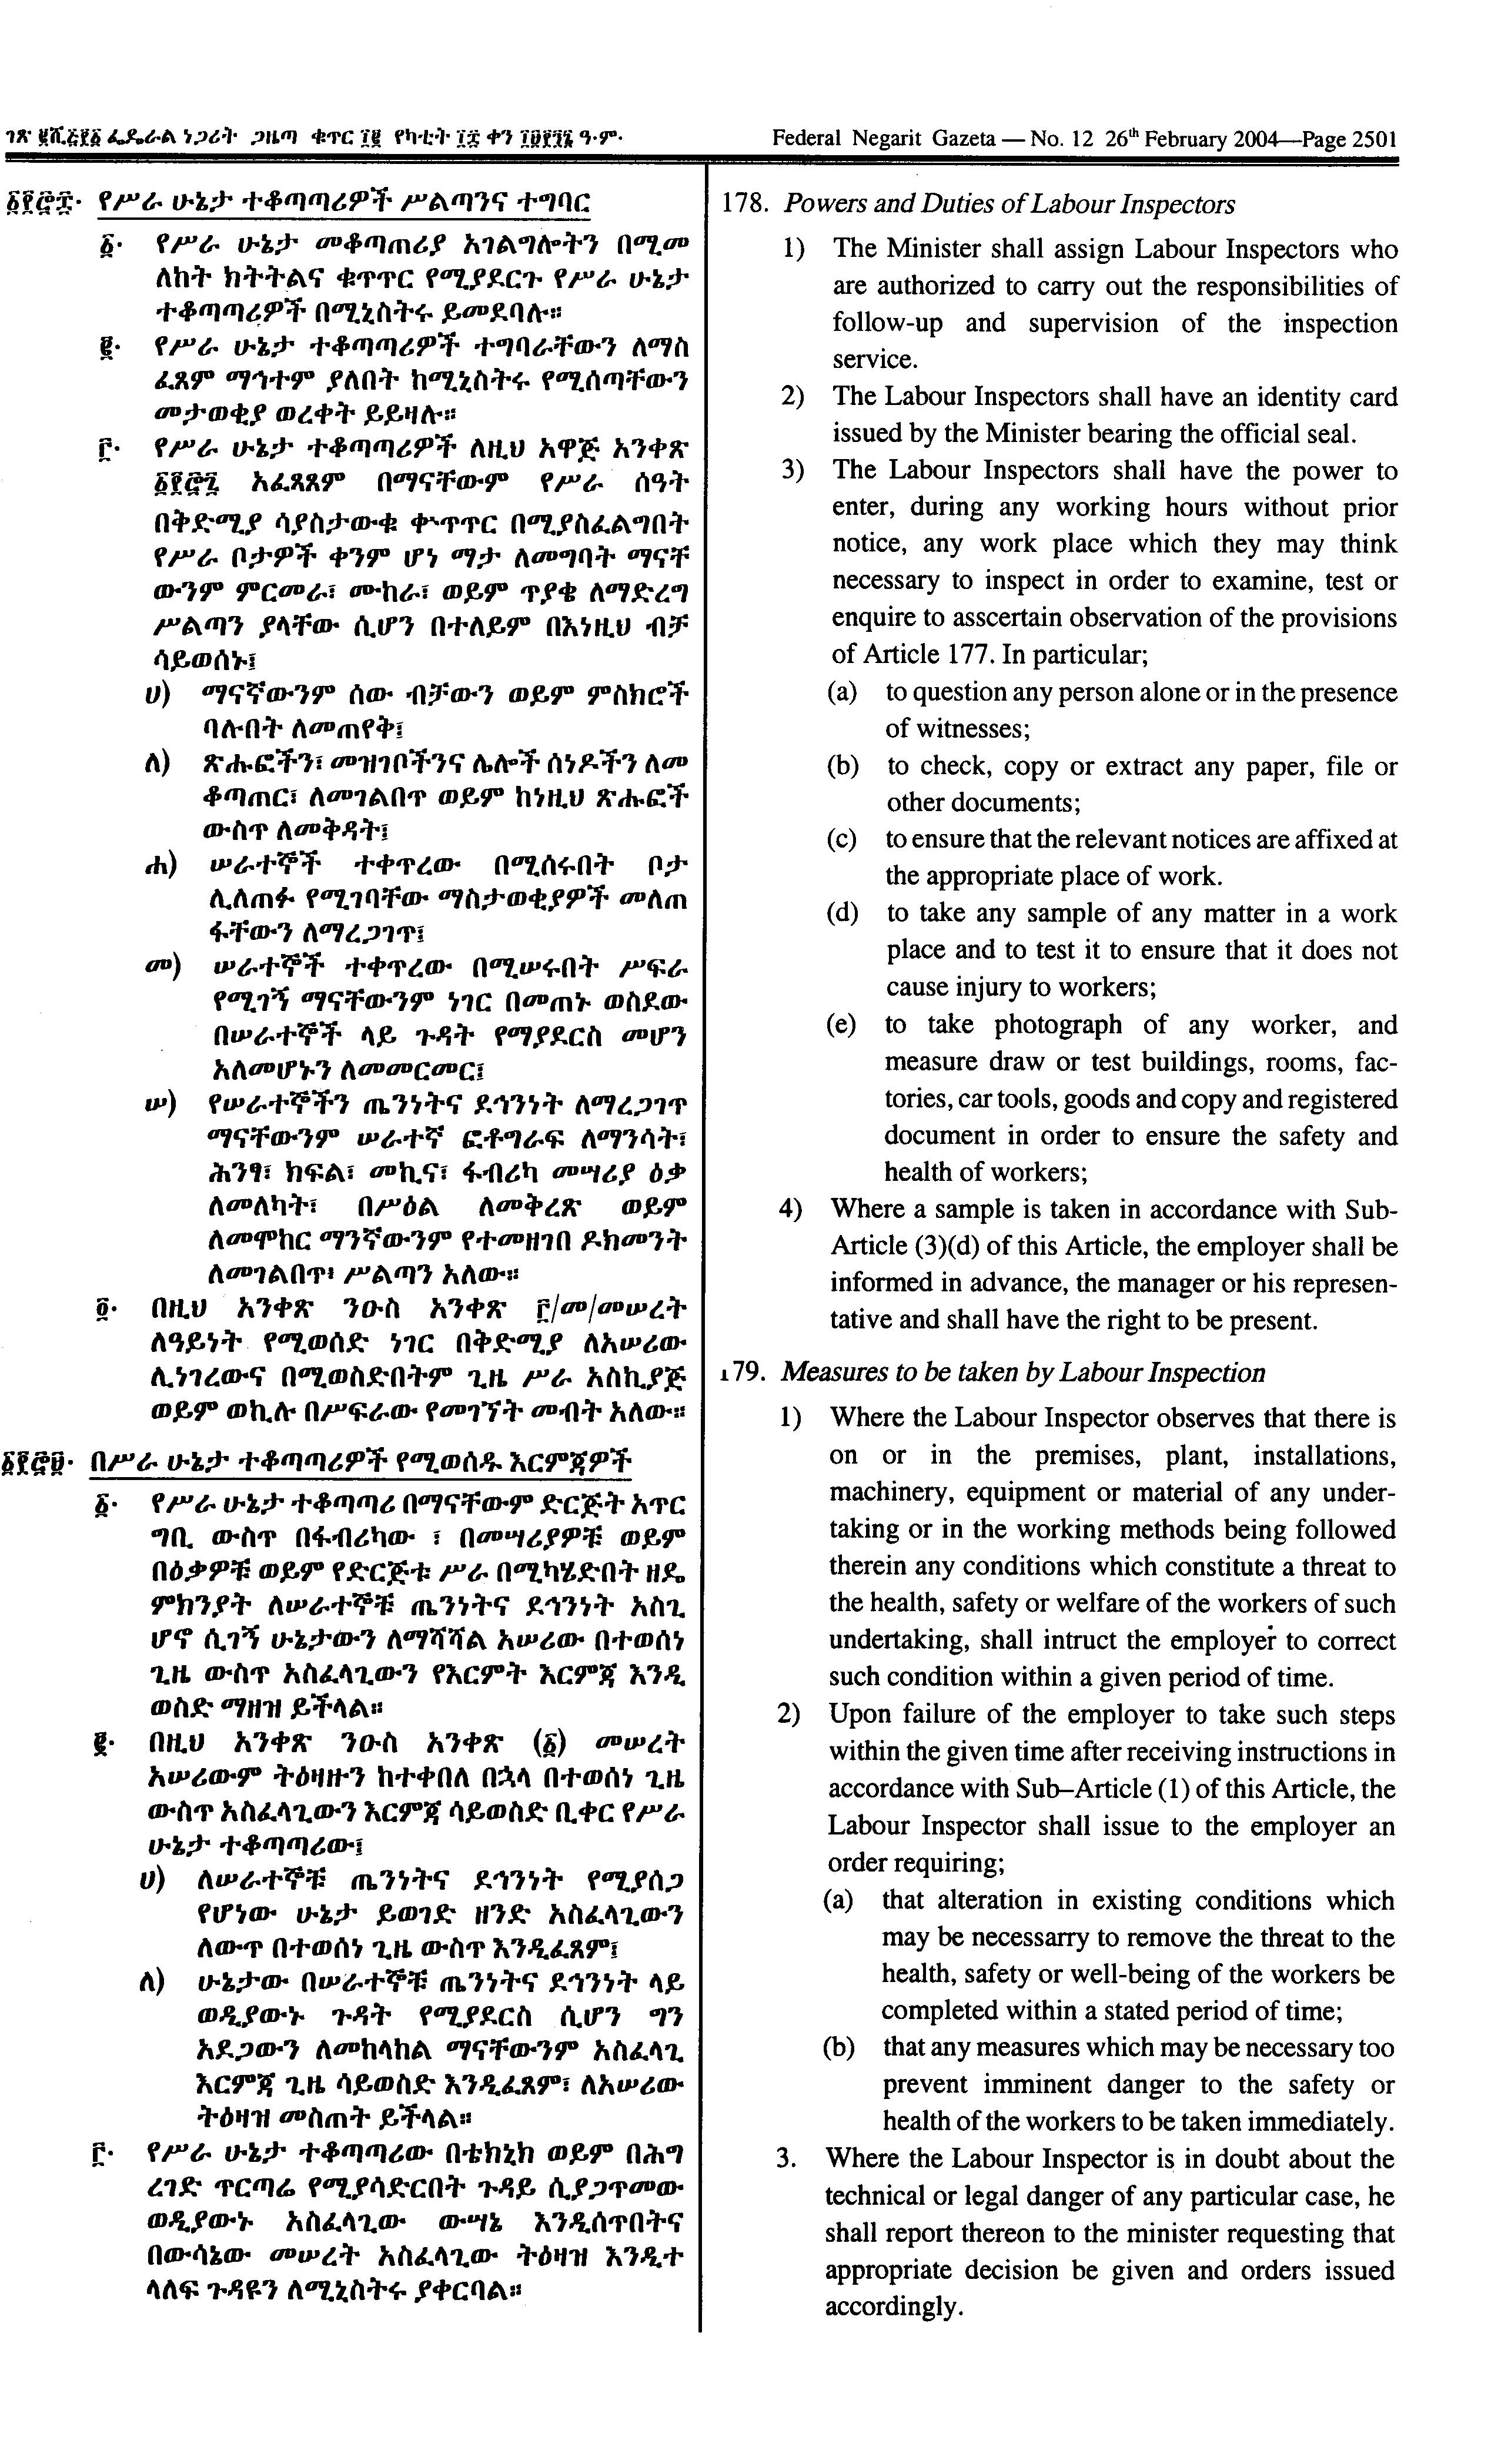 ገጽ ፪ሺ፭፻፩ ፌዴራል ነጋሪት ጋዜጣ ቁጥር ፲፪ የካቲት ፲፰ ቀን ፲፱፻፺፮ ዓ.ም.
Federal Negarit Gazeta — No. 12 26th February 2004—Page 2501
፩፻፸፰· የሥራ ሁኔታ ተቆጣጣሪዎች ሥልጣንና ተግባር
፩· የሥራ ሁኔታ መቆጣጠሪያ አገልግሎትን በሚመ
ለከት ክትትልና ቁጥጥር የሚያደርጉ የሥራ ሁኔታ
ተቆጣጣሪዎች በሚኒስትሩ ይመደባሉ።
፪· የሥራ ሁኔታ ተቆጣጣሪዎች ተግባራቸውን ለማስ
ፈጸም ማኅተም ያለበት ከሚኒስትሩ የሚሰጣቸውን
መታወቂያ ወረቀት ይይዛሉ።
፫· የሥራ ሁኔታ ተቆጣጣሪዎች ለዚህ አዋጅ አንቀጽ
፩፻፸፯ አፈጻጸም በማናቸውም የሥራ ሰዓት
በቅድሚያ ሳያስታውቁ ቀጥጥር በሚያስፈልግበት
የሥራ ቦታዎች ቀንም ሆነ ማታ ለመግባት ማናቸ
ውንም ምርመራ፣ ሙከራ፣ ወይም ጥያቄ ለማድረግ
ሥልጣን ያላቸው ሲሆን በተለይም በእነዚህ ብቻ
ሳይወሰኑ፤
ሀ) ማናኛውንም ሰው ብቻውን ወይም ምስክሮች
ባሉበት ለመጠየቅ፤
ለ) ጽሑፎችን፣ መዝገቦችንና ሌሎች ሰነዶችን ለመ
ቆጣጠር፣ ለመገልበጥ ወይም ከነዚህ ጽሑፎች
ውስጥ ለመቅዳት፤
ሐ) ሠራተኞች ተቀጥረው በሚሰሩበት ቦታ
ሊለጠፉ የሚገባቸው ማስታወቂያዎች መለጠ
ፋቸውን ለማረጋገጥ፤
መ) ሠራተኞች ተቀጥረው በሚሠሩበት ሥፍራ
የሚገኝ ማናቸውንም ነገር በመጠኑ ወስደው
በሠራተኞች ላይ ጉዳት የማያደርስ መሆን
አለመሆኑን ለመመርመር፤
ሠ) የሠራተኞችን ጤንነትና ደኅንነት ለማረጋገጥ
ማናቸውንም ሠራተኛ ፎቶግራፍ ለማንሳት፣
ሕንፃ፣ ክፍል፣ መኪና፣ ፋብሪካ መሣሪያ ዕቃ
ለመለካት፣ በሥዕል ለመቅረጽ ወይም
ለመሞከር ማንኛውንም የተመዘገበ ዶክመንት
ለመገልበጥ፥ ሥልጣን አለው።
፬· በዚህ አንቀጽ ንዑስ አንቀጽ ፫/መ/መሠረት
ለዓይነት የሚወሰድ ነገር በቅድሚያ ለአሠሪው
ሊነገረውና በሚወስድበትም ጊዜ ሥራ አስኪያጅ
ወይም ወኪሉ በሥፍራው የመገኘት መብት አለው።
፩፻፸፱· በሥራ ሁኔታ ተቆጣጣሪዎች የሚወሰዱ እርምጃዎች
፩· የሥራ ሁኔታ ተቆጣጣሪ በማናቸውም ድርጅት አጥር
ግቢ ውስጥ በፋብሪካው ፣ በመሣሪያዎቹ ወይም
በዕቃዎቹ ወይም የድርጅቱ ሥራ በሚካሄድበት ዘዴ
ምክንያት ለሠራተኞቹ ጤንነትና ደኅንነት አስጊ
ሆኖ ሲገኝ ሁኔታውን ለማሻሻል አሠሪው በተወሰነ
ጊዜ ውስጥ አስፈላጊውን የእርምት እርምጃ እንዲ
ወስድ ማዘዝ ይችላል።
፪· በዚህ አንቀጽ ንዑስ አንቀጽ (፩) መሠረት
አሠሪውም ትዕዛዙን ከተቀበለ በኋላ በተወሰነ ጊዜ
ውስጥ አስፈላጊውን እርምጃ ሳይወስድ ቢቀር የሥራ
ሁኔታ ተቆጣጣሪው፤
ሀ) ለሠራተኞቹ ጤንነትና ደኅንነት የሚያሰጋ
የሆነው ሁኔታ ይወገድ ዘንድ አስፈላጊውን
ለውጥ በተወሰነ ጊዜ ውስጥ እንዲፈጸም፤
ለ) ሁኔታው በሠራተኞቹ ጤንነትና ደኅንነት ላይ
ወዲያውኑ ጉዳት የሚያደርስ ሲሆን ግን
አደጋውን ለመከላከል ማናቸውንም አስፈላጊ
እርምጃ ጊዜ ሳይወስድ እንዲፈጸም፣ ለአሠሪው
ትዕዛዝ መስጠት ይችላል።
፫· የሥራ ሁኔታ ተቆጣጣሪው በቴክኒክ ወይም በሕግ
ረገድ ጥርጣሬ የሚያሳድርበት ጉዳይ ሲያጋጥመው
ወዲያውኑ አስፈላጊው ውሣኔ እንዲሰጥበትና
በውሳኔው መሠረት አስፈላጊው ትዕዛዝ እንዲተ
ላለፍ ጉዳዩን ለሚኒስትሩ ያቀርባል።
178. Powers and Duties of Labour Inspectors
1) The Minister shall assign Labour Inspectors who
are authorized to carry out the responsibilities of
follow-up and supervision of the inspection
service.
2) The Labour Inspectors shall have an identity card
issued by the Minister bearing the official seal.
3) The Labour Inspectors shall have the power to
enter, during any working hours without prior
notice, any work place which they may think
necessary to inspect in order to examine, test or
enquire to asscertain observation of the provisions
of Article 177. In particular;
(a) to question any person alone or in the presence
of witnesses;
(b) to check, copy or extract any paper, file or
other documents;
(c) to ensure that the relevant notices are affixed at
the appropriate place of work.
(d) to take any sample of any matter in a work
place and to test it to ensure that it does not
cause injury to workers;
(e) to take photograph of any worker, and
measure draw or test buildings, rooms, fac-
tories, car tools, goods and copy and registered
document in order to ensure the safety and
health of workers;
4) Where a sample is taken in accordance with Sub-
Article (3)(d) of this Article, the employer shall be
informed in advance, the manager or his represen-
tative and shall have the right to be present.
179. Measures to be taken by Labour Inspection
1) Where the Labour Inspector observes that there is
on or in the premises, plant, installations,
machinery, equipment or material of any under-
taking or in the working methods being followed
therein any conditions which constitute a threat to
the health, safety or welfare of the workers of such
undertaking, shall intruct the employer to correct
such condition within a given period of time.
2) Upon failure of the employer to take such steps
within the given time after receiving instructions in
accordance with Sub–Article (1) of this Article, the
Labour Inspector shall issue to the employer an
order requiring;
(a) that alteration in existing conditions which
may be necessarry to remove the threat to the
health, safety or well-being of the workers be
completed within a stated period of time;
(b) that any measures which may be necessary too
prevent imminent danger to the safety or
health of the workers to be taken immediately.
3. Where the Labour Inspector is in doubt about the
technical or legal danger of any particular case, he
shall report thereon to the minister requesting that
appropriate decision be given and orders issued
accordingly.